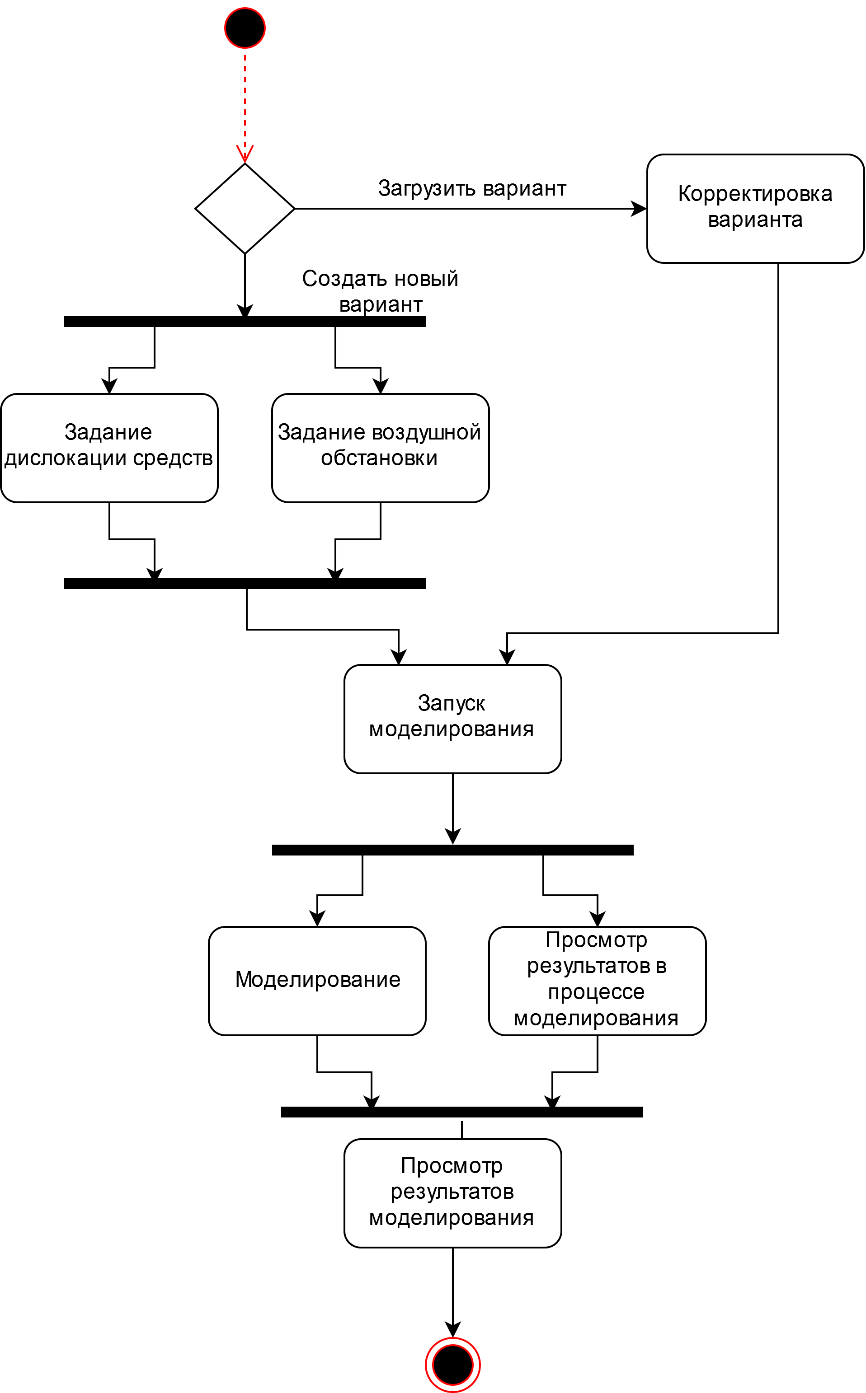 Загрузить вариант
Корректировка
варианта
Создать новый
вариант
Задание
дислокации средств
Задание воздушной
обстановки
Запуск
моделирования
Моделирование
Просмотр
результатов в
процессе
моделирования
Просмотр
результатов
моделирования